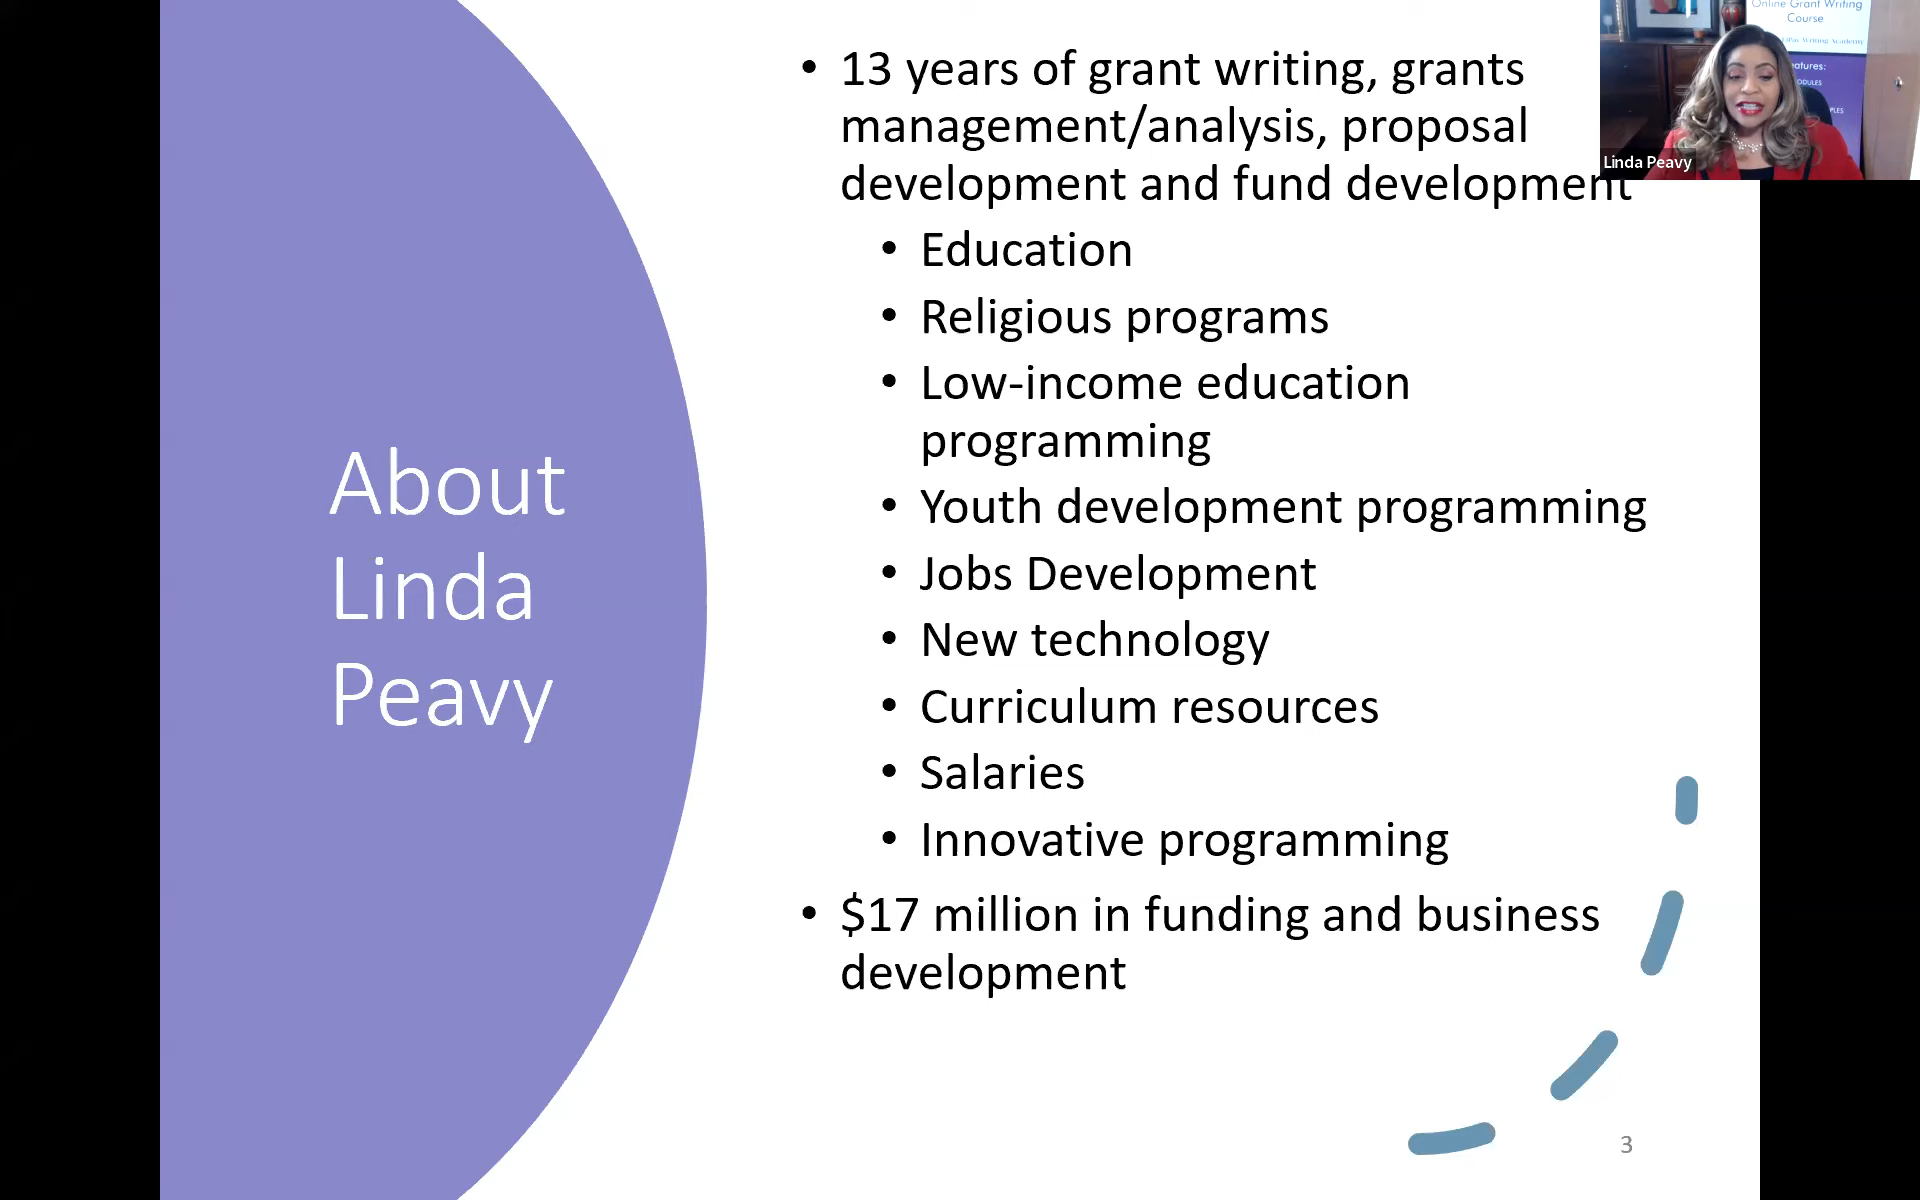 About
Linda
Peavy
• 13 years of grant writing, grants
management/analysis, proposal
development and fund development
• Education
• Religious programs
• Low-income education
programming
• Youth development programming
• Jobs Development
• New technology
• Curriculum resources
• Salaries
• Innovative programming
• $17 million in funding and business
development
3
Online Grant Writing
Course
Writing Academy
Linda Peavy